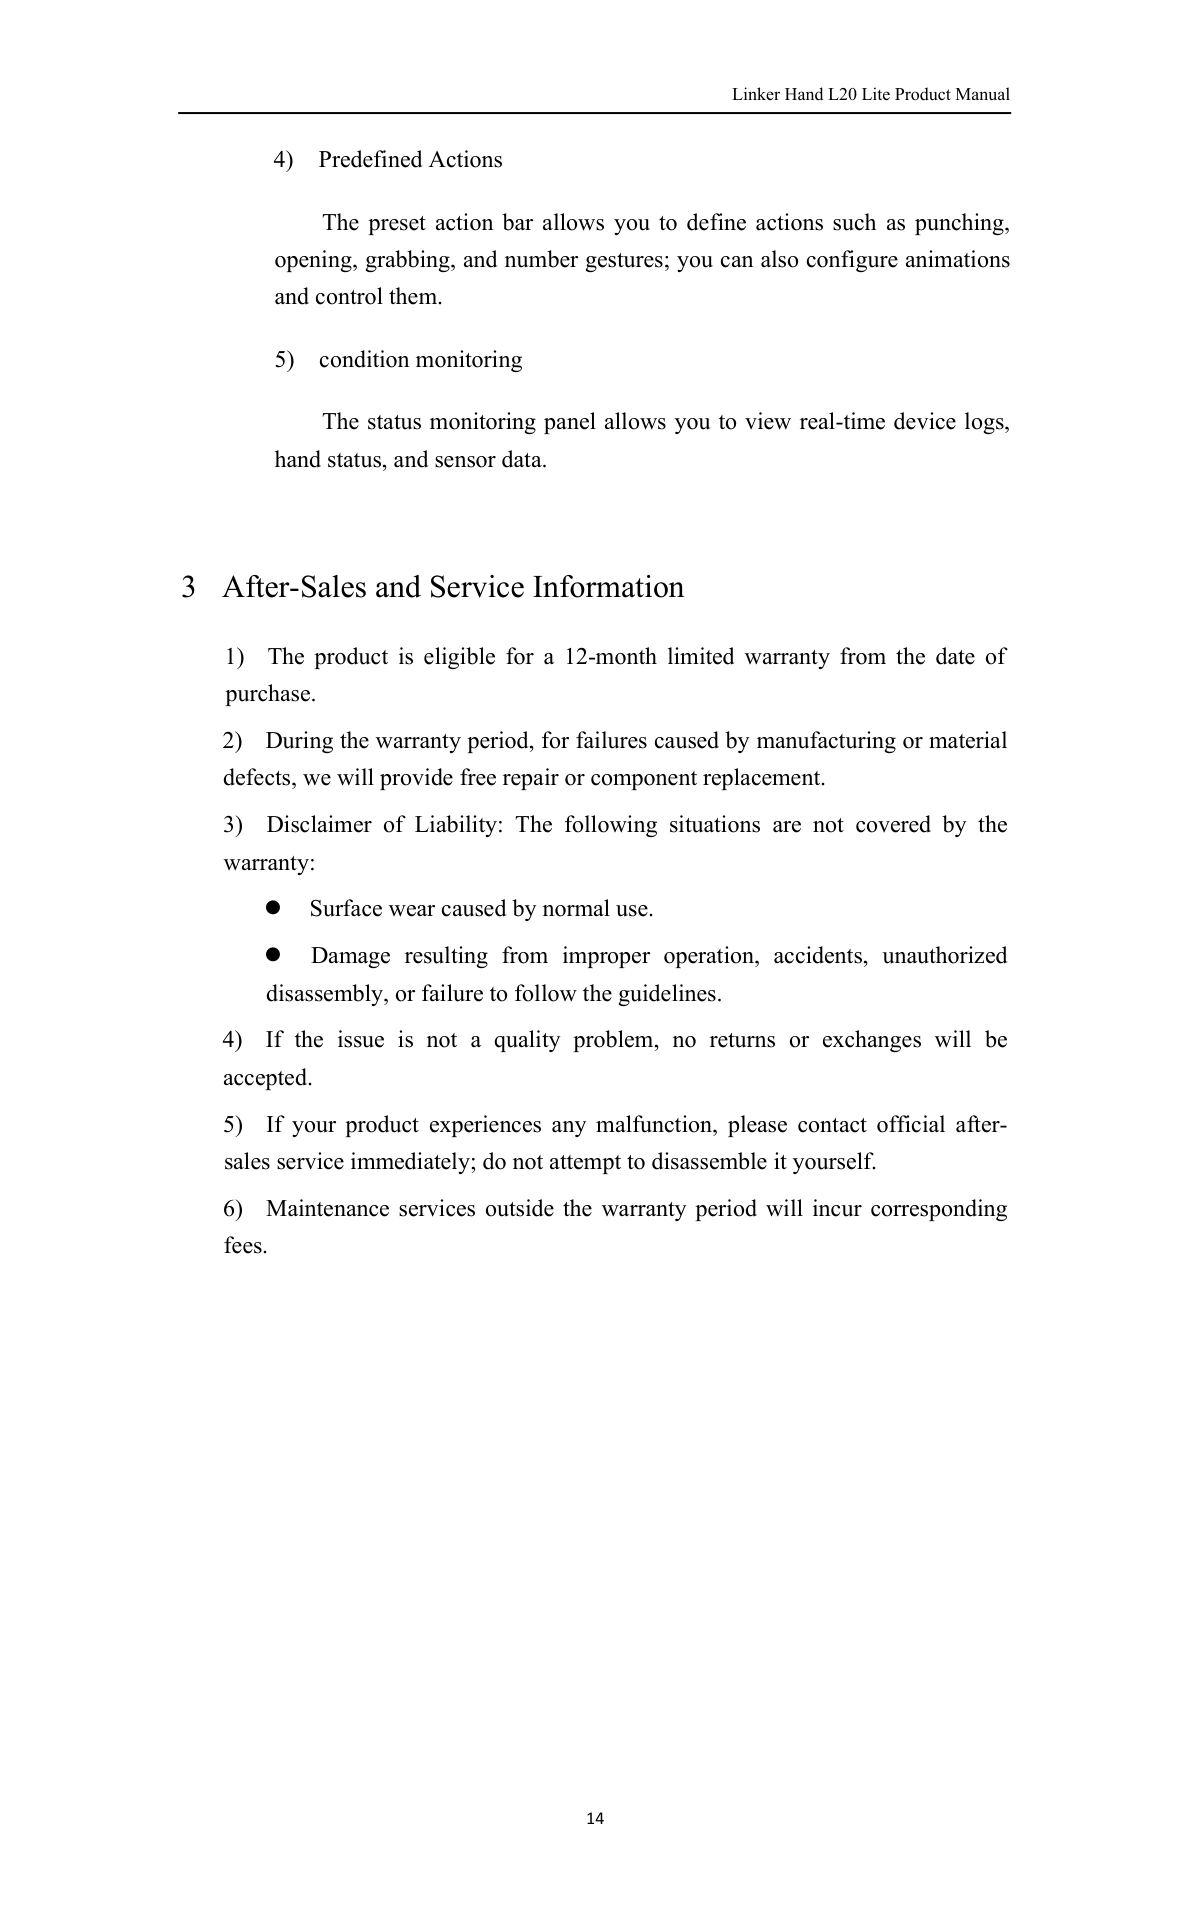 Linker Hand L20 Lite Product Manual
4) Predefined Actions
The preset action bar allows you to define actions such as punching,
opening, grabbing, and number gestures; you can also configure animations
and control them.
5) condition monitoring
The status monitoring panel allows you to view real-time device logs,
hand status, and sensor data.
3 After-Sales and Service Information
1) The product is eligible for a 12-month limited warranty from the date of
purchase.
2) During the warranty period, for failures caused by manufacturing or material
defects, we will provide free repair or component replacement.
3) Disclaimer of Liability: The following situations are not covered by the
warranty:
● Surface wear caused by normal use.
● Damage resulting from improper operation, accidents, unauthorized
disassembly, or failure to follow the guidelines.
4) If the issue is not a quality problem, no returns or exchanges will be
accepted.
5) If your product experiences any malfunction, please contact official after-
sales service immediately; do not attempt to disassemble it yourself.
6) Maintenance services outside the warranty period will incur corresponding
fees.
14